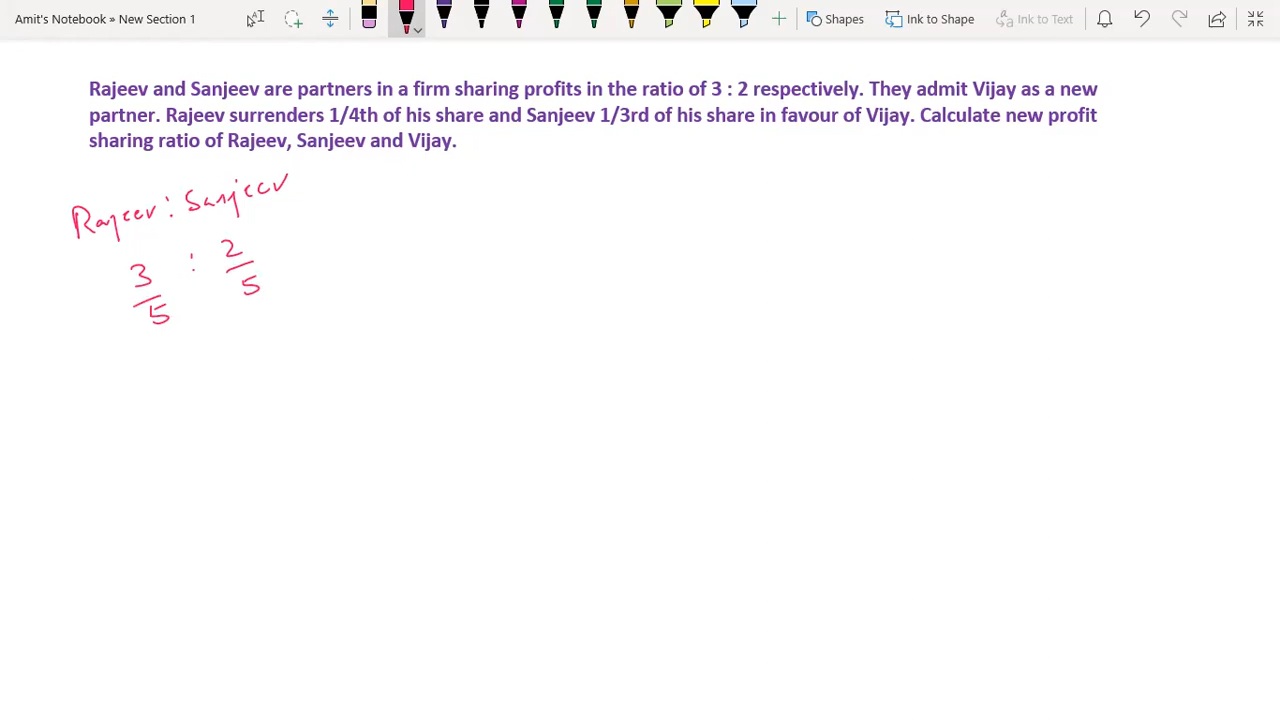 Amit's Notebook » New Section 1
Shapes
Ink to Shape
Ink to Text
Rajeev and Sanjeev are partners in a firm sharing profits in the ratio of 3 : 2 respectively. They admit Vijay as a new
partner. Rajeev surrenders 1/4th of his share and Sanjeev 1/3rd of his share in favour of Vijay. Calculate new profit
sharing ratio of Rajeev, Sanjeev and Vijay.
Rajeev : Sanjeev
3/5 : 2/5